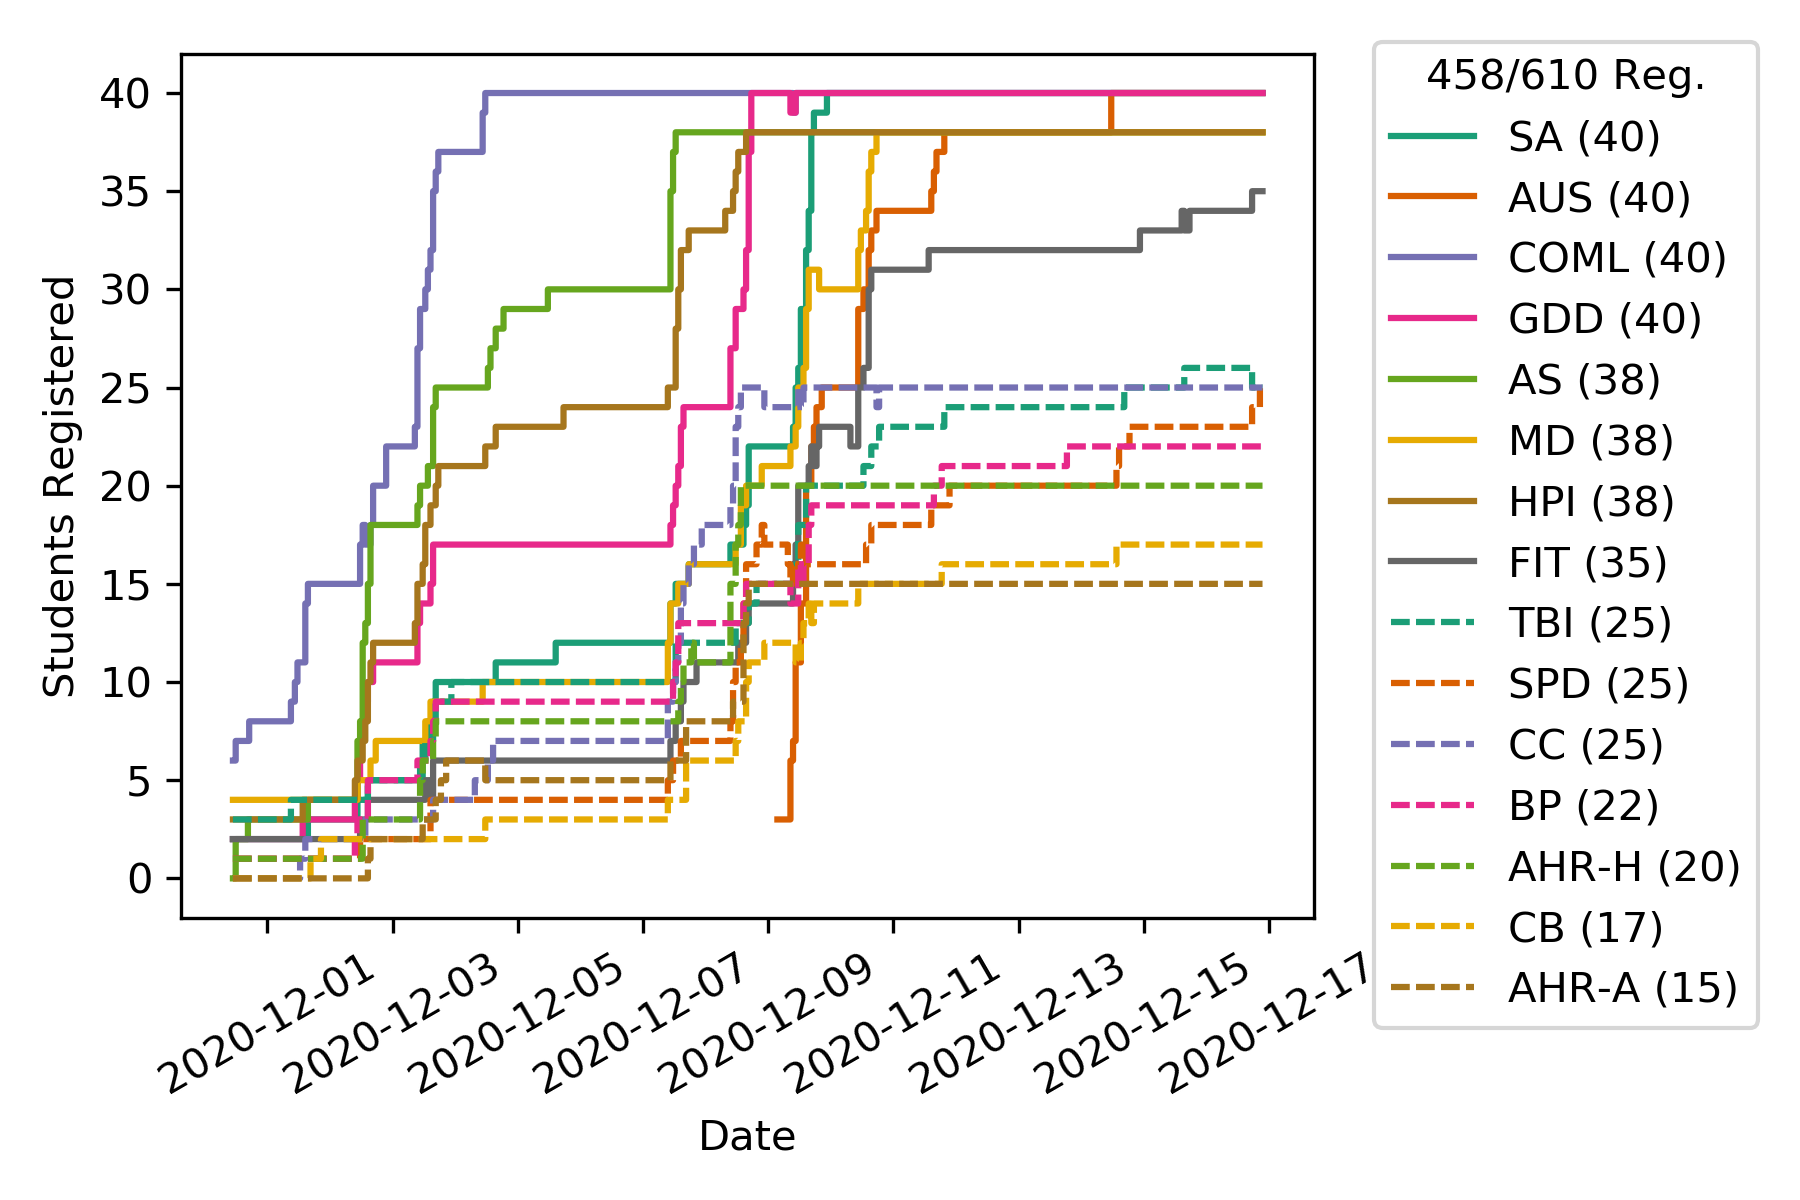 40
35
30
25
20
15
10
5
0
Students Registered
2020-12-01
2020-12-03
2020-12-05
2020-12-07
2020-12-09
2020-12-11
2020-12-13
2020-12-15
2020-12-17
Date
458/610 Reg.
SA (40)
AUS (40)
COML (40)
GDD (40)
AS (38)
MD (38)
HPI (38)
FIT (35)
TBI (25)
SPD (25)
CC (25)
BP (22)
AHR-H (20)
CB (17)
AHR-A (15)